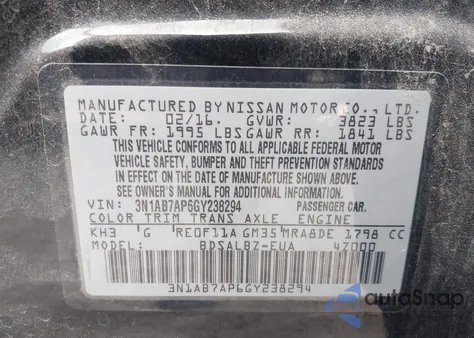 MANUFACTURED BY NISSAN MOTOR CO., LTD.
DATE: 02/16. GVWR: 3823 LBS
GAWR FR: 1995 LBS GAWR RR: 1841 LBS
THIS VEHICLE CONFORMS TO ALL APPLICABLE FEDERAL MOTOR
VEHICLE SAFETY, BUMPER AND THEFT PREVENTION STANDARDS
IN EFFECT ON THE DATE OF MANUFACTURE SHOWN ABOVE.
SEE OWNER'S MANUAL FOR ADDITIONAL INFORMATION.
VIN: 3N1AB7AP6GY238294 PASSENGER CAR.
COLOR TRIM TRANS AXLE ENGINE
KH3 G RE0F11A GM35 MRA8DE 1798 CC
MODEL: BDSALBZ-EUA 4Z000
3N1AB7AP6GY238294
autoSnap